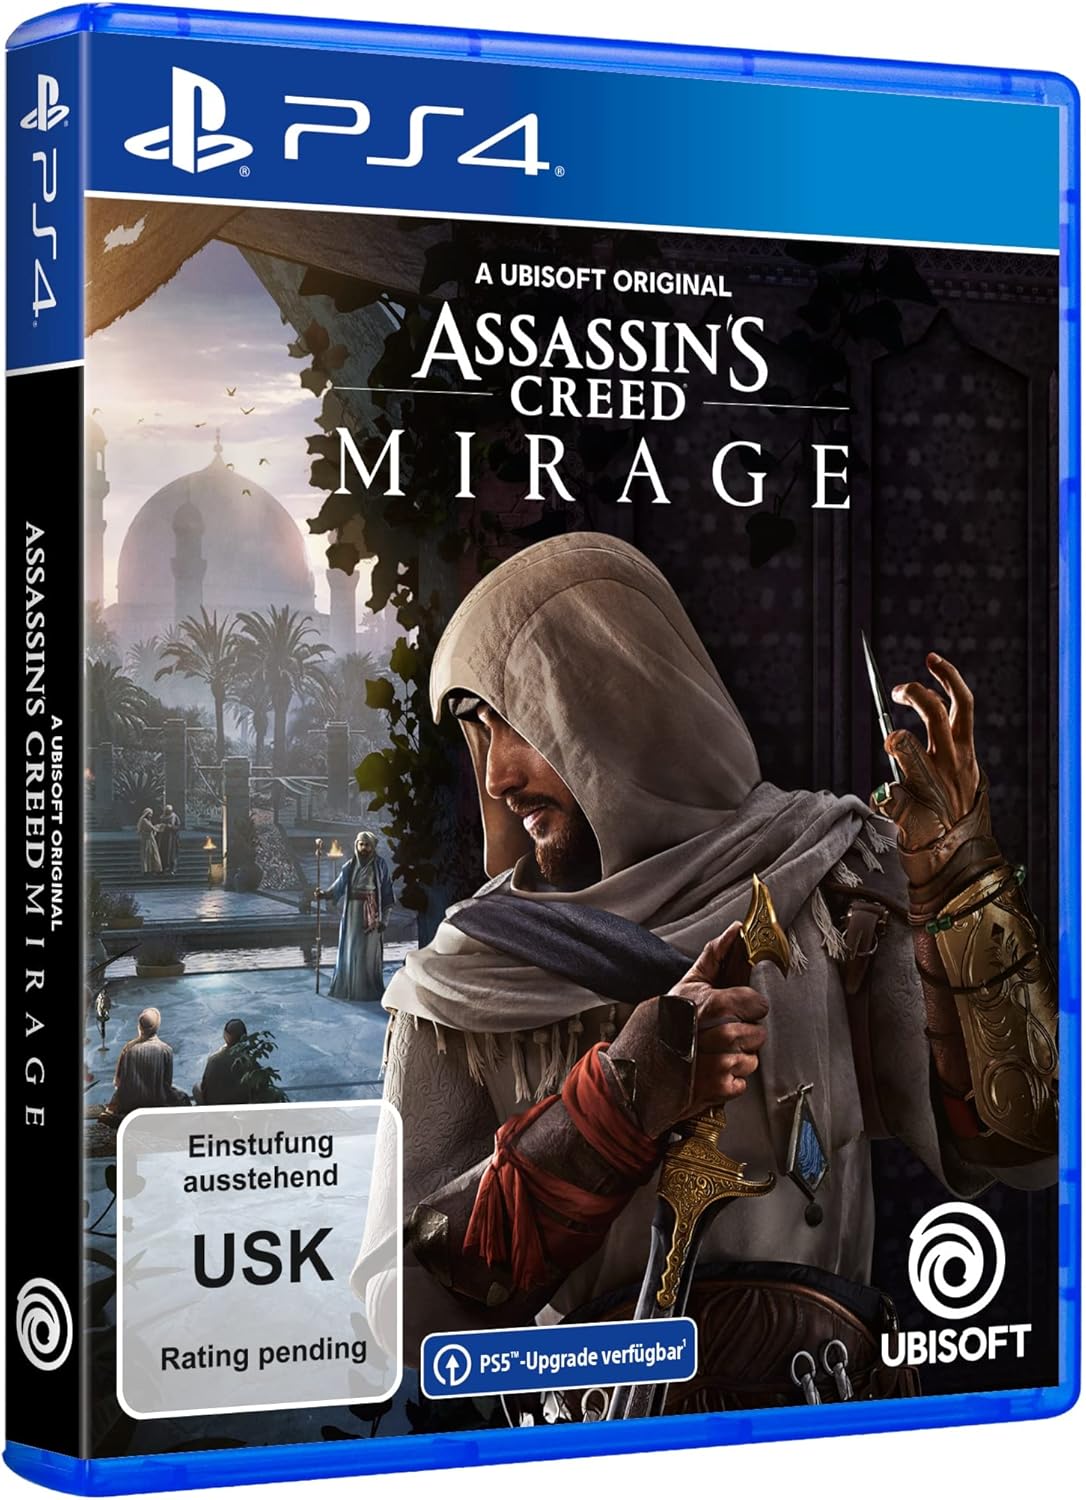 PS4
A UBISOFT ORIGINAL
ASSASSIN'S
CREED®
MIRAGE
Einstufung
ausstehend
USK
Rating pending
PS5™-Upgrade verfügbar¹
UBISOFT
PS4
A UBISOFT ORIGINAL
ASSASSIN'S CREED MIRAGE